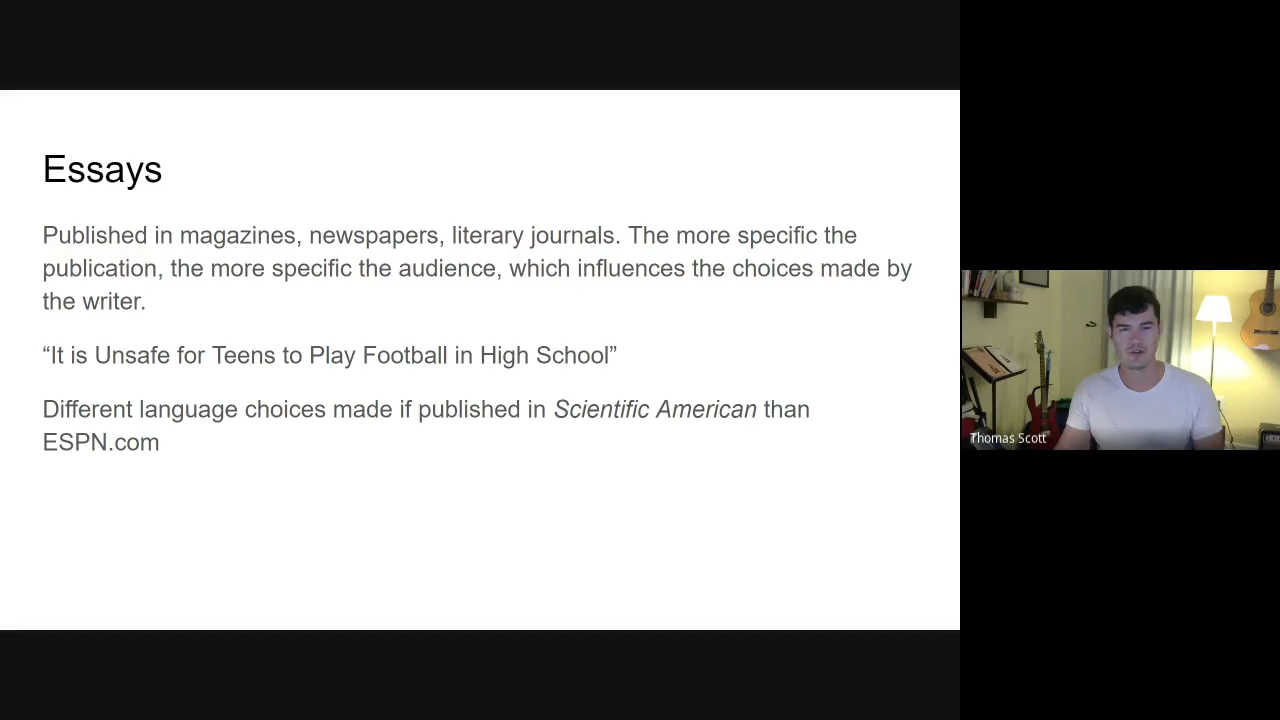 Essays
Published in magazines, newspapers, literary journals. The more specific the
publication, the more specific the audience, which influences the choices made by
the writer.
“It is Unsafe for Teens to Play Football in High School”
Different language choices made if published in Scientific American than
ESPN.com
Thomas Scott